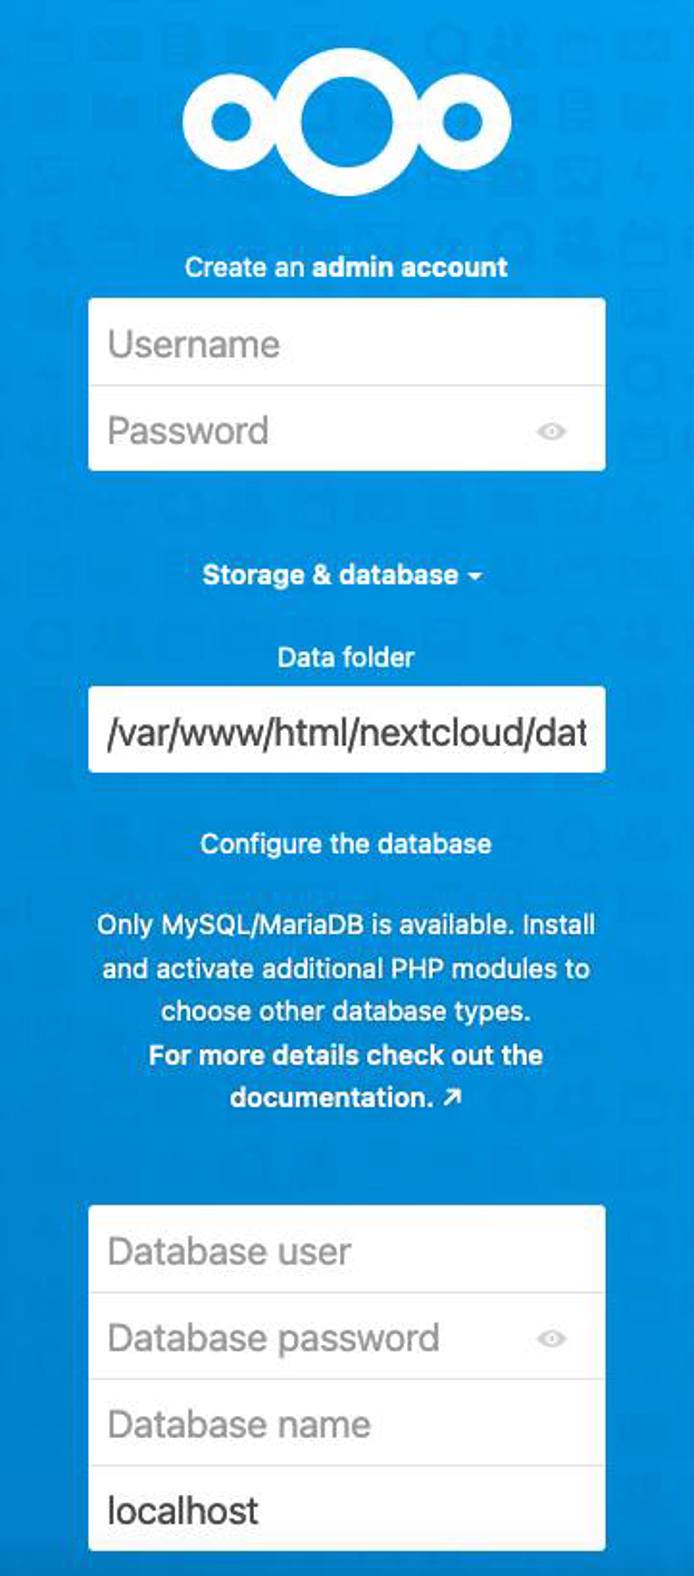 Create an admin account
Username
Password
Storage & database
Data folder
/var/www/html/nextcloud/dat
Configure the database
Only MySQL/MariaDB is available. Install
and activate additional PHP modules to
choose other database types.
For more details check out the
documentation. ↗
Database user
Database password
Database name
localhost